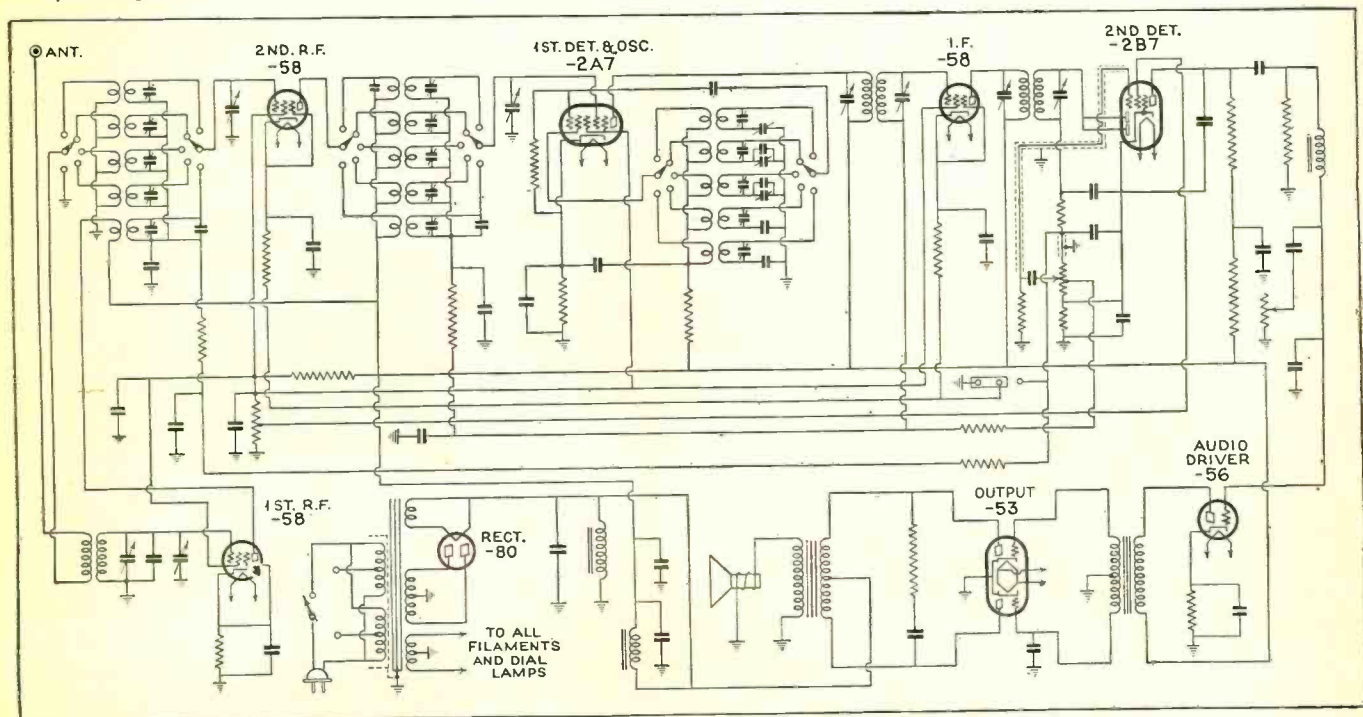 ANT.
2ND. R.F.
-58
1ST. DET. & OSC.
-2A7
I.F.
-58
2ND DET.
-2B7
1ST. R.F.
-58
RECT.
-80
TO ALL
FILAMENTS
AND DIAL
LAMPS
OUTPUT
-53
AUDIO
DRIVER
-56